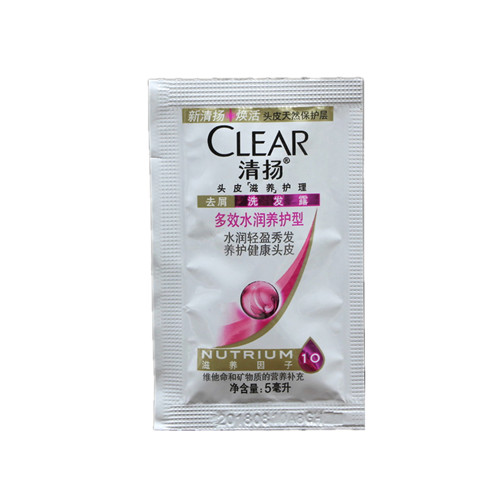 新清扬 焕活 头皮天然保护层
CLEAR
清扬®
头皮「滋养」护理
去屑 洗发露
多效水润养护型
水润轻盈秀发
养护健康头皮
NUTRIUM 10
滋养因子
维他命和矿物质的营养补充
净含量:5毫升